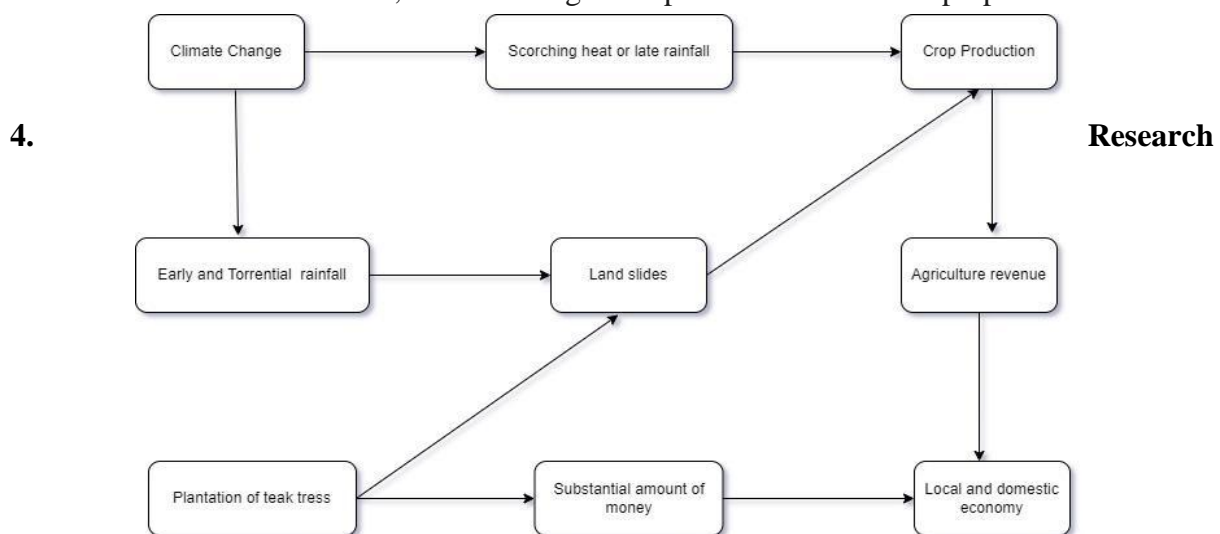 Climate Change
Scorching heat or late rainfall
Crop Production
4.
Research
Early and Torrential rainfall
Land slides
Agriculture revenue
Plantation of teak tress
Substantial amount of
money
Local and domestic
economy